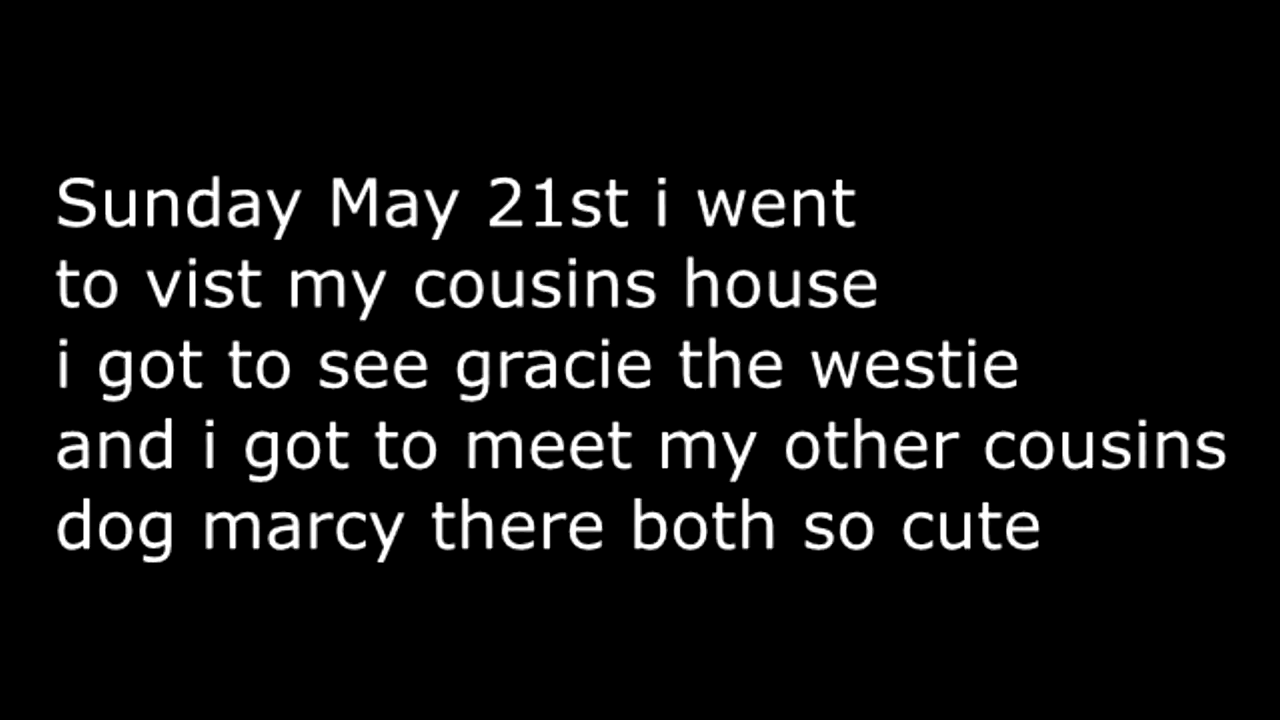 Sunday May 21st i went
to vist my cousins house
i got to see gracie the westie
and i got to meet my other cousins
dog marcy there both so cute